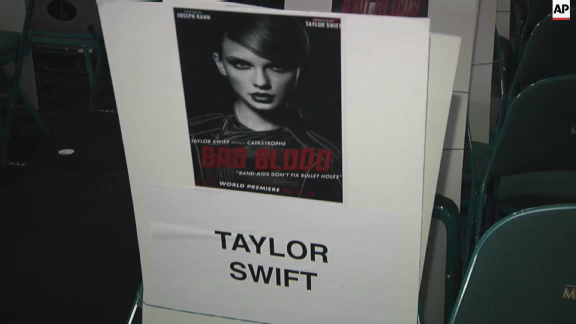 AP
JOSEPH KAHN
TAYLOR SWIFT
TAYLOR SWIFT CATASTROPHE
BAD BLOOD
"BAND-AIDS DON'T FIX BULLET HOLES"
WORLD PREMIERE
TAYLOR
SWIFT
M